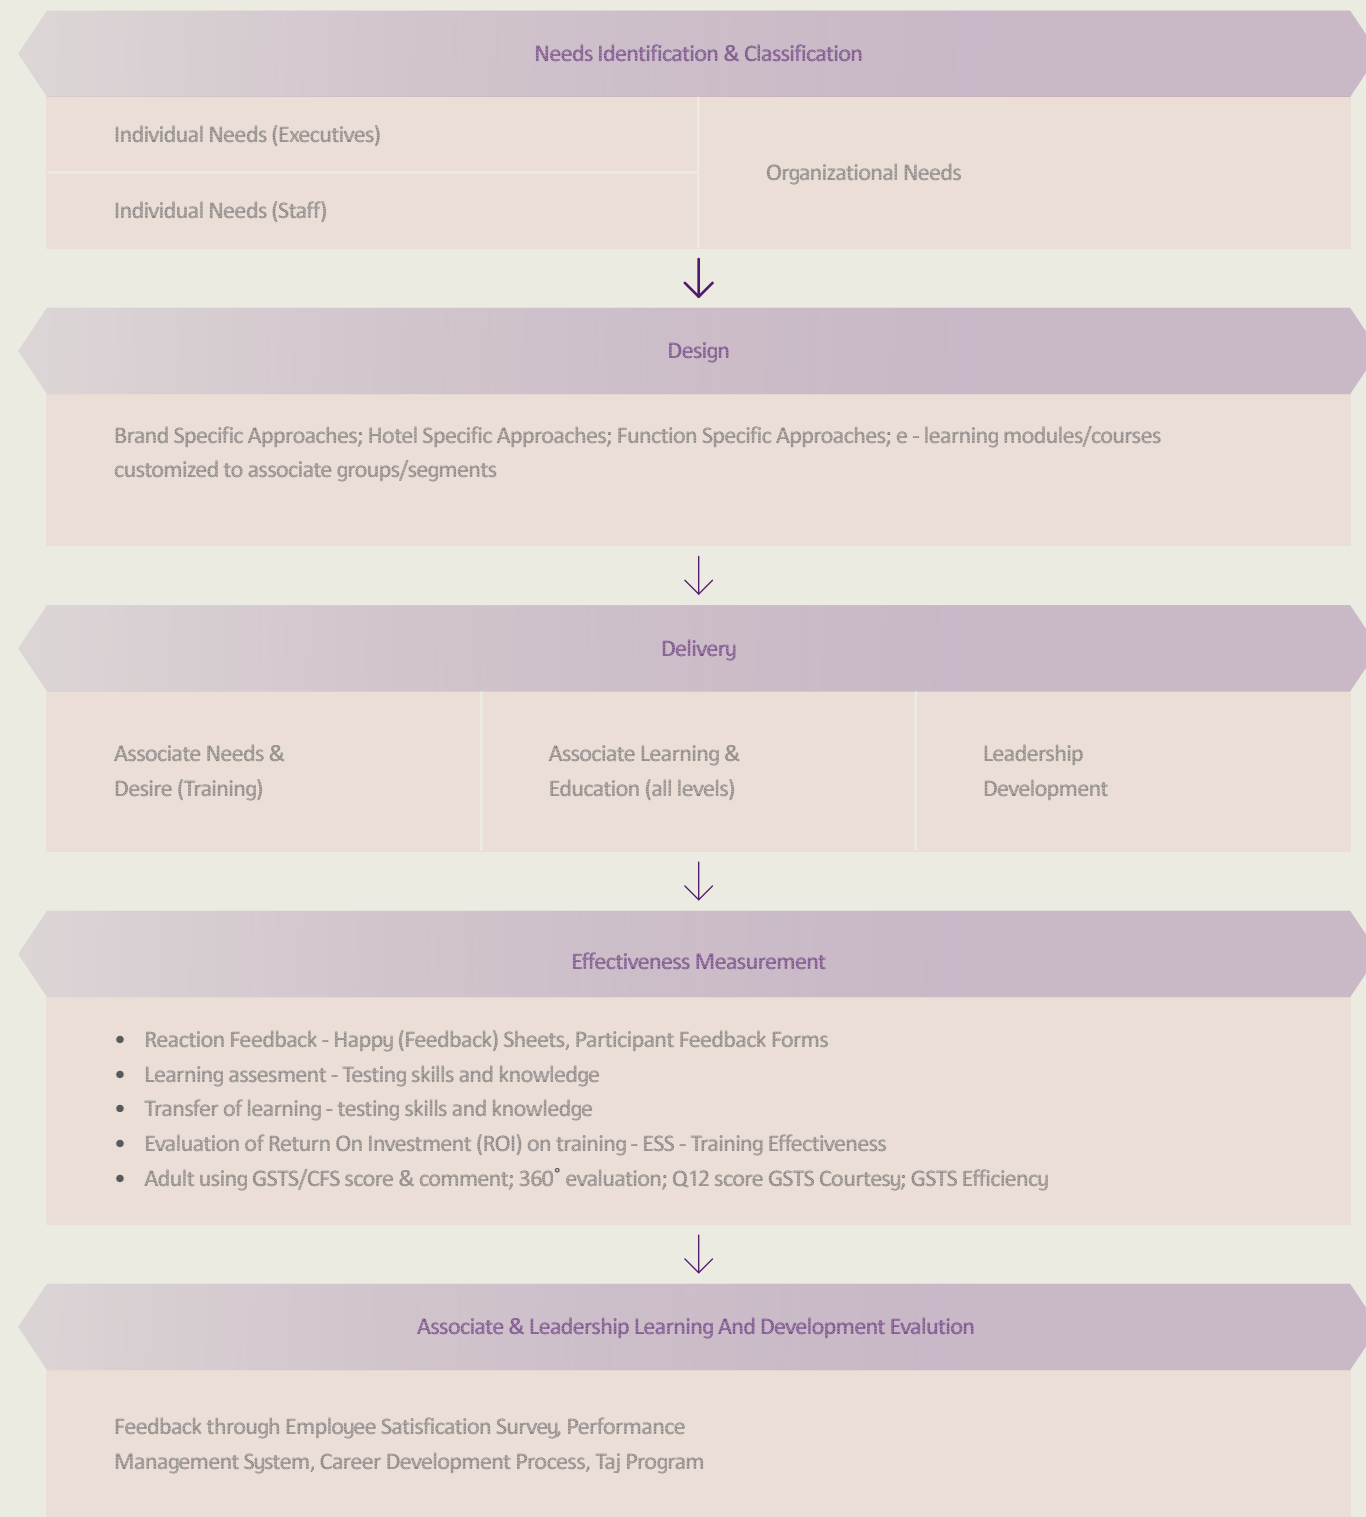 Needs Identification & Classification
Individual Needs (Executives)
Individual Needs (Staff)
Organizational Needs
Design
Brand Specific Approaches; Hotel Specific Approaches; Function Specific Approaches; e - learning modules/courses
customized to associate groups/segments
Delivery
Associate Needs &
Desire (Training)
Associate Learning &
Education (all levels)
Leadership
Development
Effectiveness Measurement
• Reaction Feedback - Happy (Feedback) Sheets, Participant Feedback Forms
• Learning assesment - Testing skills and knowledge
• Transfer of learning - testing skills and knowledge
• Evaluation of Return On Investment (ROI) on training - ESS - Training Effectiveness
• Adult using GSTS/CFS score & comment; 360° evaluation; Q12 score GSTS Courtesy; GSTS Efficiency
Associate & Leadership Learning And Development Evalution
Feedback through Employee Satisfication Survey, Performance
Management System, Career Development Process, Taj Program